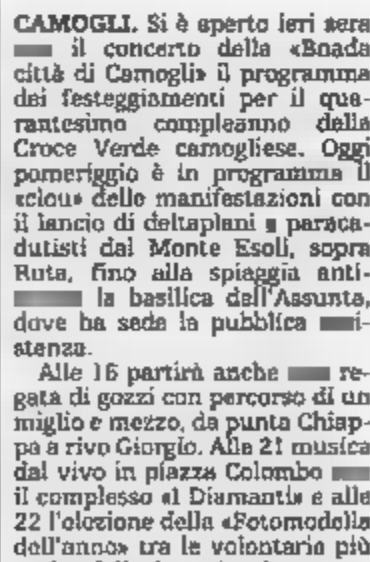 CAMOGLI. Si è aperto ieri sera
il concerto della «Banda
città di Camogli» il programma
dei festeggiamenti per il qua-
rantesimo compleanno della
Croce Verde camogliese. Oggi
pomeriggio è in programma il
«clou» delle manifestazioni con
il lancio di deltaplani e paraca-
dutisti dal Monte Esoli, sopra
Ruta, fino alla spiaggia anti-
la basilica dell'Assunta,
dove ha sede la pubblica
stenza.
Alle 16 partirà anche re-
gata di gozzi con percorso di un
miglio e mezzo, da punta Chiap-
pa a rivo Giorgio. Alle 21 musica
dal vivo in piazza Colombo
il complesso «I Diamanti» e alle
22 l'elezione della «Fotomodella
dell'anno» tra le volontarie più